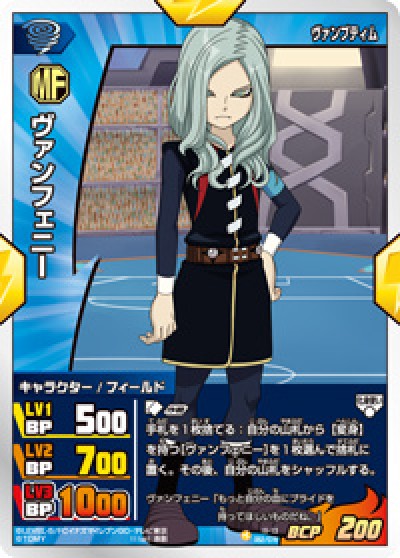 ヴァンプティム
MF
ヴァンフェニー
キャラクター / フィールド
LV1
BP 500
LV2
BP 700
LV3
BP 1000
手札を1枚捨てる：自分の山札から【変身】
を持つ[ヴァンフェニー]を1枚選んで捨札に
置く。その後、自分の山札をシャッフルする。
ヴァンフェニー「もっと自分の血にプライドを
持ってほしいものだね。」
©TOMY
BCP 200